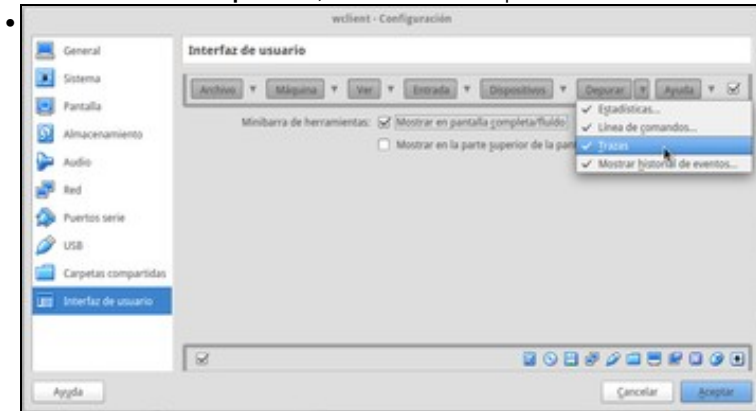 wclient - Configuración
General
Sistema
Pantalla
Almacenamiento
Audio
Red
Puertos serie
USB
Carpetas compartidas
Interfaz de usuario
Interfaz de usuario
Archivo Máquina Ver Entrada Dispositivos Depurar Ayuda
Minibarra de herramientas: Mostrar en pantalla completa/fluido
Mostrar en la parte superior de la pan
Estadísticas...
Línea de comandos...
Trazas
Mostrar historial de eventos...
Ayuda Cancelar Aceptar